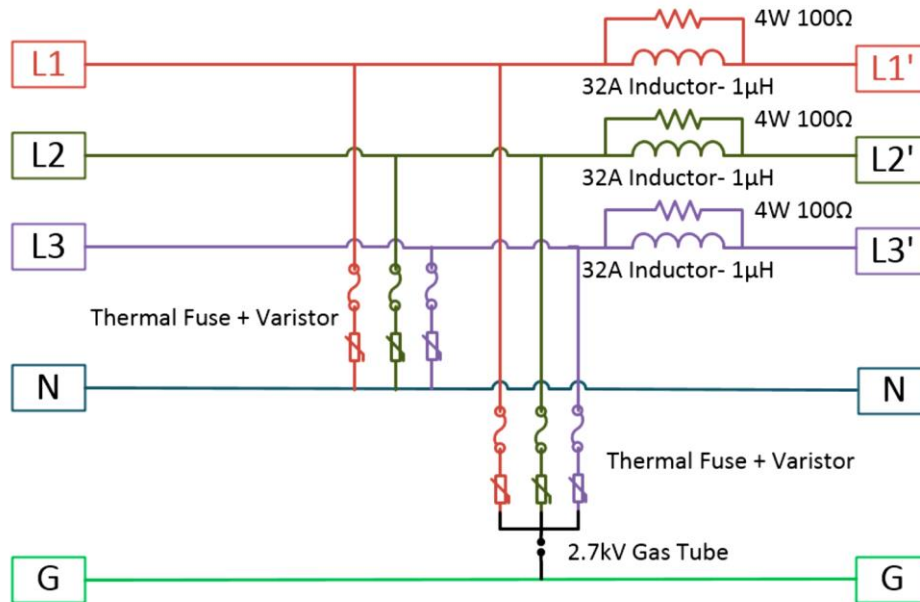 4W 100Ω
L1
L1'
32A Inductor- 1µH
4W 100Ω
L2
L2'
32A Inductor- 1µH
4W 100Ω
L3
L3'
32A Inductor- 1µH
Thermal Fuse + Varistor
N
N
Thermal Fuse + Varistor
2.7kV Gas Tube
G
G